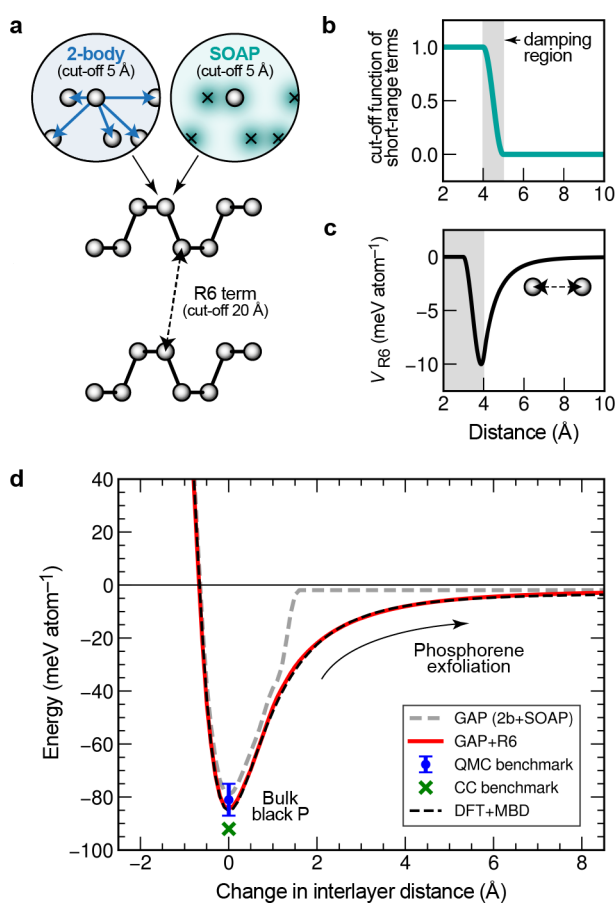 a
2-body
(cut-off 5 Å)
SOAP
(cut-off 5 Å)
R6 term
(cut-off 20 Å)
b
cut-off function of
short-range terms
1.0
0.5
0.0
damping
region
2
4
6
8
10
c
V R6 (meV atom−1)
0
−5
−10
2
4
6
8
10
Distance (Å)
d
Energy (meV atom−1)
40
20
0
−20
−40
−60
−80
−100
Phosphorene
exfoliation
Bulk
black P
GAP (2b+SOAP)
GAP+R6
QMC benchmark
CC benchmark
DFT+MBD
−2
0
2
4
6
8
Change in interlayer distance (Å)